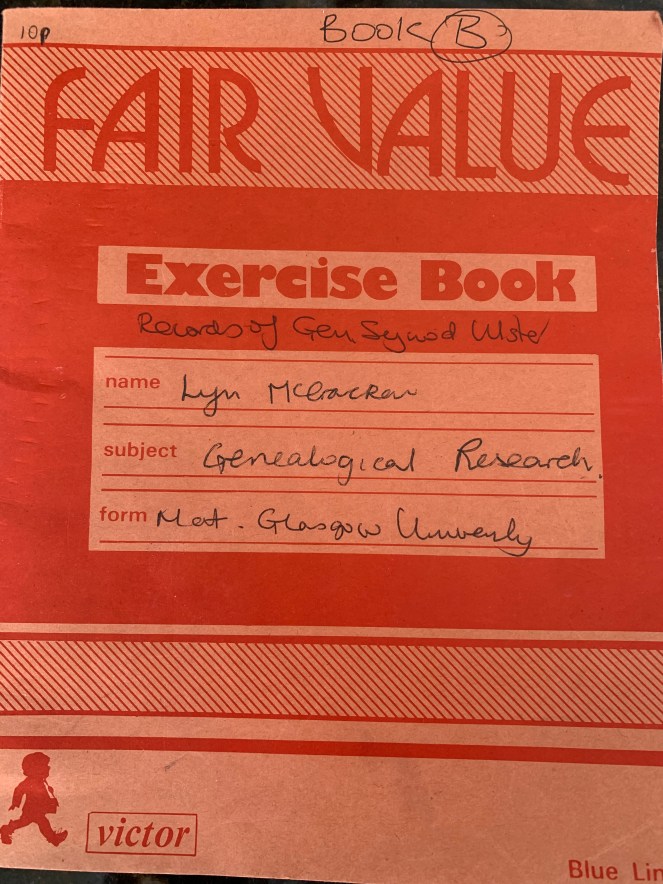 10p
BOOK B
FAIR VALUE
Exercise Book
Records of Gen. Synod Ulster
name Lyn McCracken
subject Genealogical Research.
form Mat. Glasgow University
victor
Blue Lin